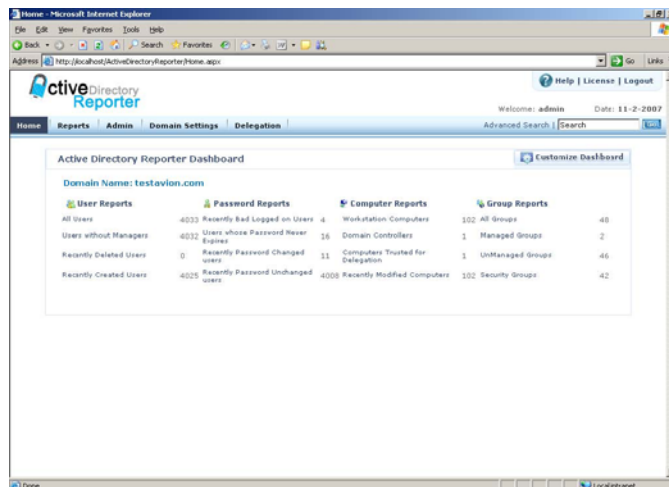 Home - Microsoft Internet Explorer
File Edit View Favorites Tools Help
Back Search Favorites
Address http://localhost/ActiveDirectoryReporter/Home.aspx Go Links
Active Directory
Reporter
Help | License | Logout
Welcome: admin Date: 11-2-2007
Home Reports Admin Domain Settings Delegation Advanced Search | Search
Active Directory Reporter Dashboard Customize Dashboard
Domain Name: testavion.com
User Reports Password Reports Computer Reports Group Reports
All Users 4033 Recently Bad Logged on Users 4 Workstation Computers 102 All Groups 48
Users without Managers 4032 Users whose Password Never Expires 16 Domain Controllers 1 Managed Groups 2
Recently Deleted Users 0 Recently Password Changed users 11 Computers Trusted for Delegation 1 UnManaged Groups 46
Recently Created Users 4025 Recently Password Unchanged users 4008 Recently Modified Computers 102 Security Groups 42
Done Local intranet